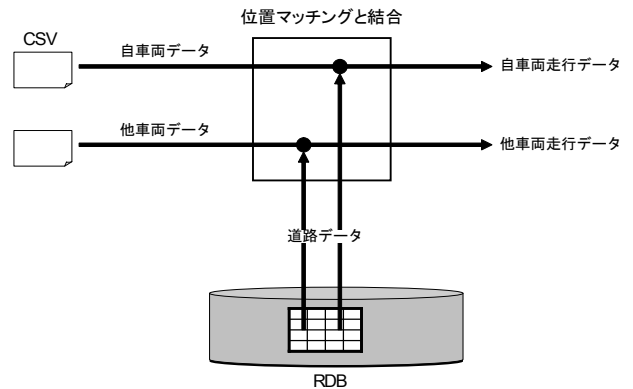 位置マッチングと結合
CSV
自車両データ
自車両走行データ
他車両データ
他車両走行データ
道路データ
RDB